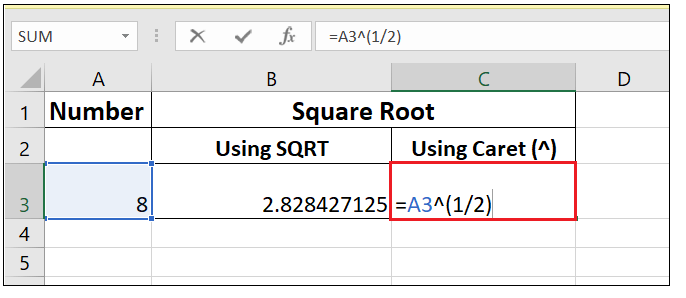 SUM fx =A3^(1/2)
A B C D
1 Number Square Root
2 Using SQRT Using Caret (^)
3 8 2.828427125 =A3^(1/2)
4
5